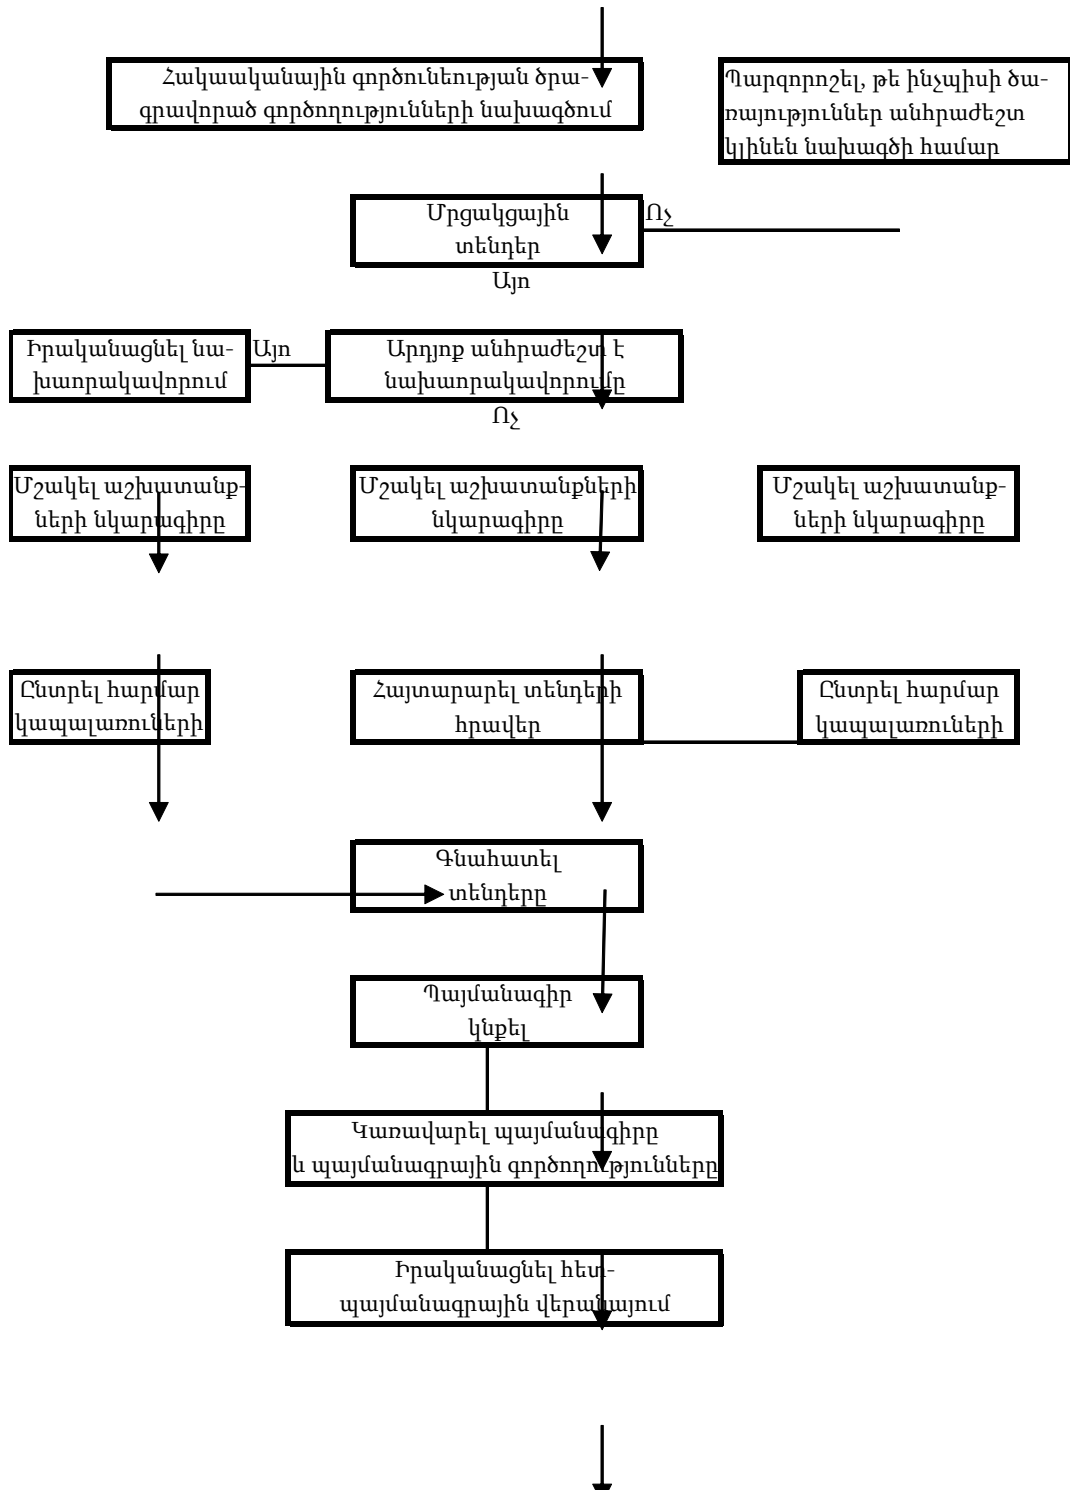 Հակաականային գործունեության ծրա-
գրավորած գործողությունների նախագծում
Պարզորոշել, թե ինչպիսի ծա-
ռայություններ անհրաժեշտ
կլինեն նախագծի համար
Մրցակցային
տենդեր
Ոչ
Այո
Իրականացնել նա-
խաորակավորում
Այո
Արդյոք անհրաժեշտ է
նախաորակավորումը
Ոչ
Մշակել աշխատանք-
ների նկարագիրը
Մշակել աշխատանքների
նկարագիրը
Մշակել աշխատանք-
ների նկարագիրը
Ընտրել հարմար
կապալառուների
Հայտարարել տենդերի
հրավեր
Ընտրել հարմար
կապալառուների
Գնահատել
տենդերը
Պայմանագիր
կնքել
Կառավարել պայմանագիրը
և պայմանագրային գործողությունները
Իրականացնել հետ-
պայմանագրային վերանայում